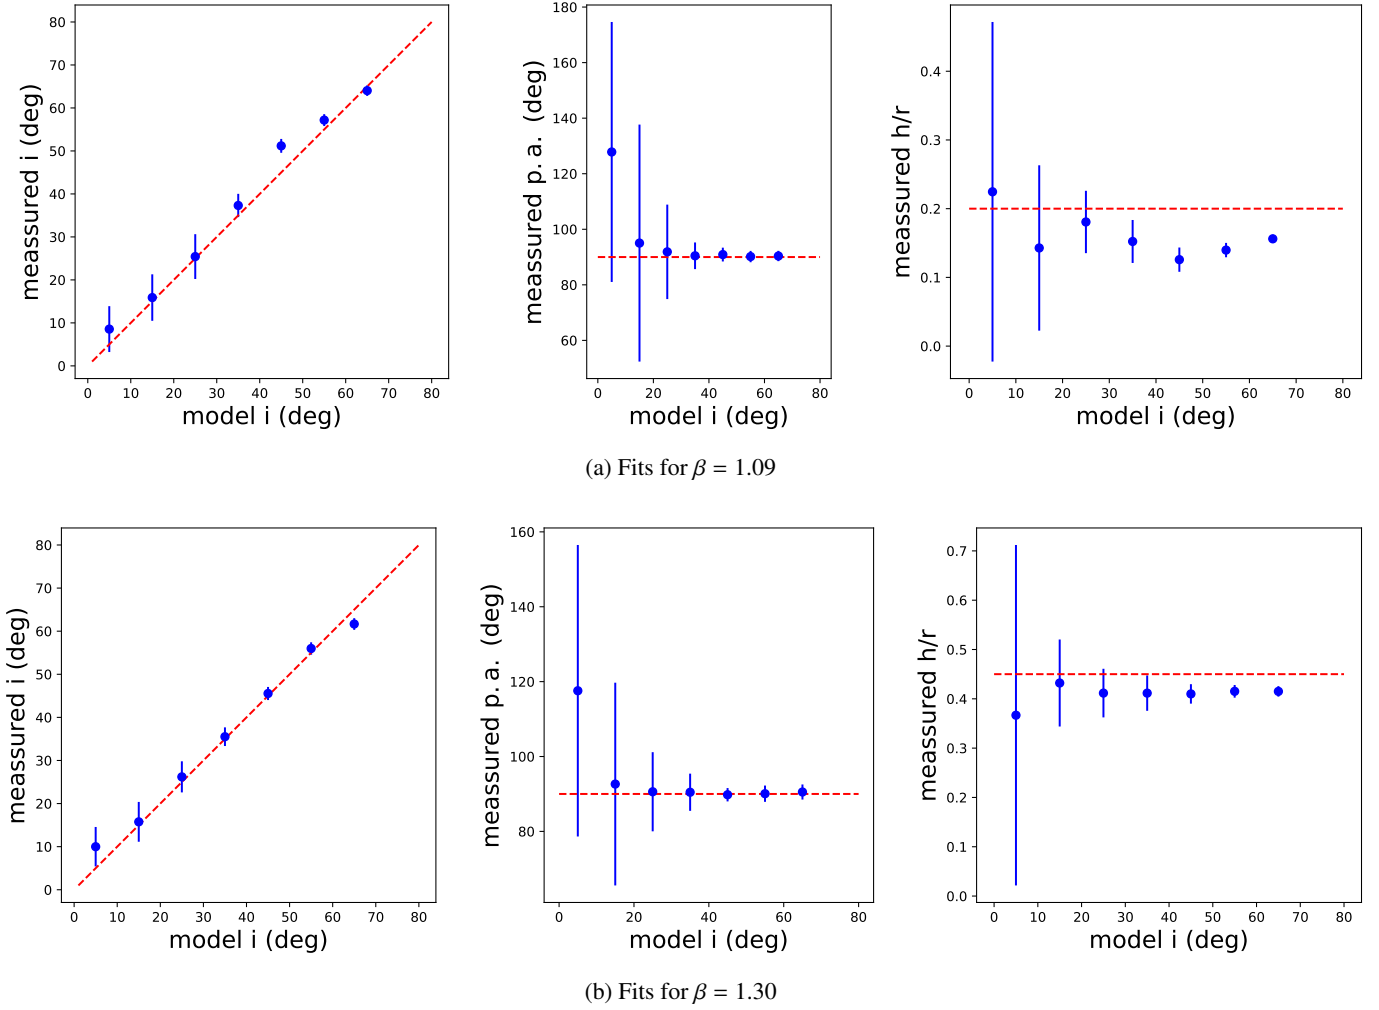 80
70
60
50
40
30
20
10
0
meassured i (deg)
0 10 20 30 40 50 60 70 80
model i (deg)
180
160
140
120
100
80
60
meassured p. a. (deg)
0 20 40 60 80
model i (deg)
0.4
0.3
0.2
0.1
0.0
meassured h/r
0 10 20 30 40 50 60 70 80
model i (deg)
(a) Fits for β = 1.09
80
70
60
50
40
30
20
10
0
meassured i (deg)
0 10 20 30 40 50 60 70 80
model i (deg)
160
140
120
100
80
meassured p. a. (deg)
0 20 40 60 80
model i (deg)
0.7
0.6
0.5
0.4
0.3
0.2
0.1
0.0
meassured h/r
0 10 20 30 40 50 60 70 80
model i (deg)
(b) Fits for β = 1.30